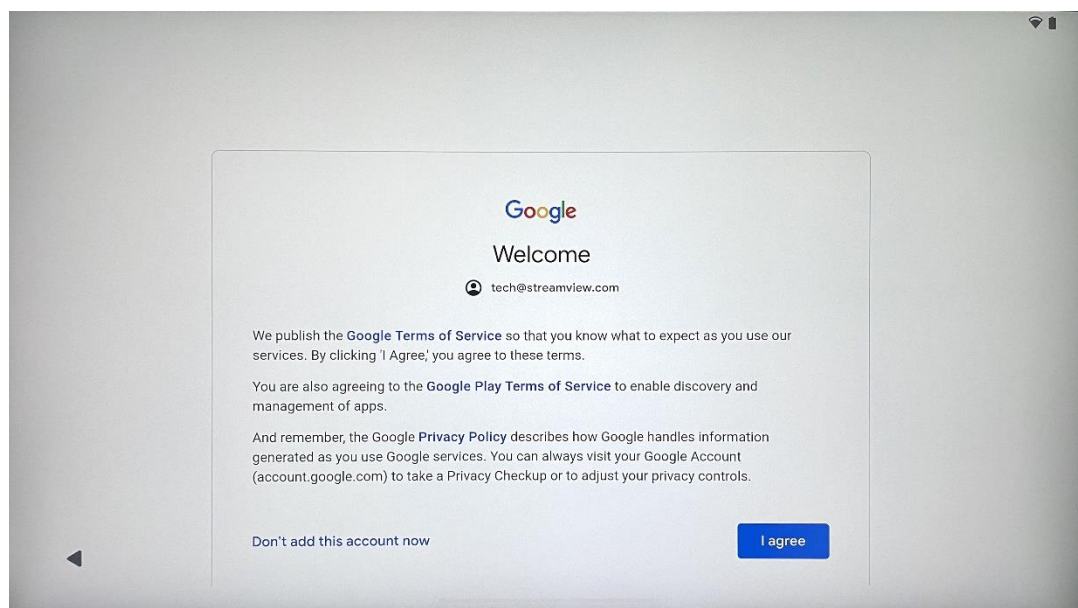 Google
Welcome
tech@streamview.com
We publish the Google Terms of Service so that you know what to expect as you use our
services. By clicking 'I Agree,' you agree to these terms.
You are also agreeing to the Google Play Terms of Service to enable discovery and
management of apps.
And remember, the Google Privacy Policy describes how Google handles information
generated as you use Google services. You can always visit your Google Account
(account.google.com) to take a Privacy Checkup or to adjust your privacy controls.
Don't add this account now
I agree